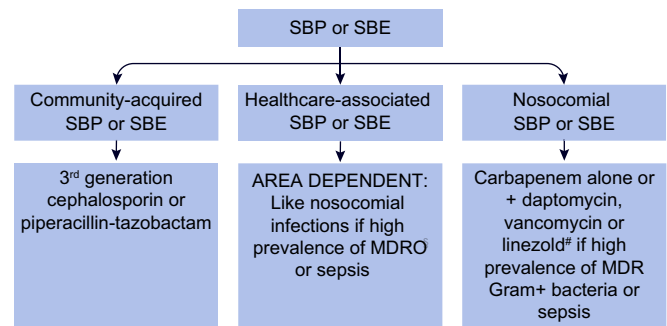 SBP or SBE
Community-acquired
SBP or SBE
Healthcare-associated
SBP or SBE
Nosocomial
SBP or SBE
3rd generation
cephalosporin or
piperacillin-tazobactam
AREA DEPENDENT:
Like nosocomial
infections if high
prevalence of MDRO§
or sepsis
Carbapenem alone or
+ daptomycin,
vancomycin or
linezold# if high
prevalence of MDR
Gram+ bacteria or
sepsis